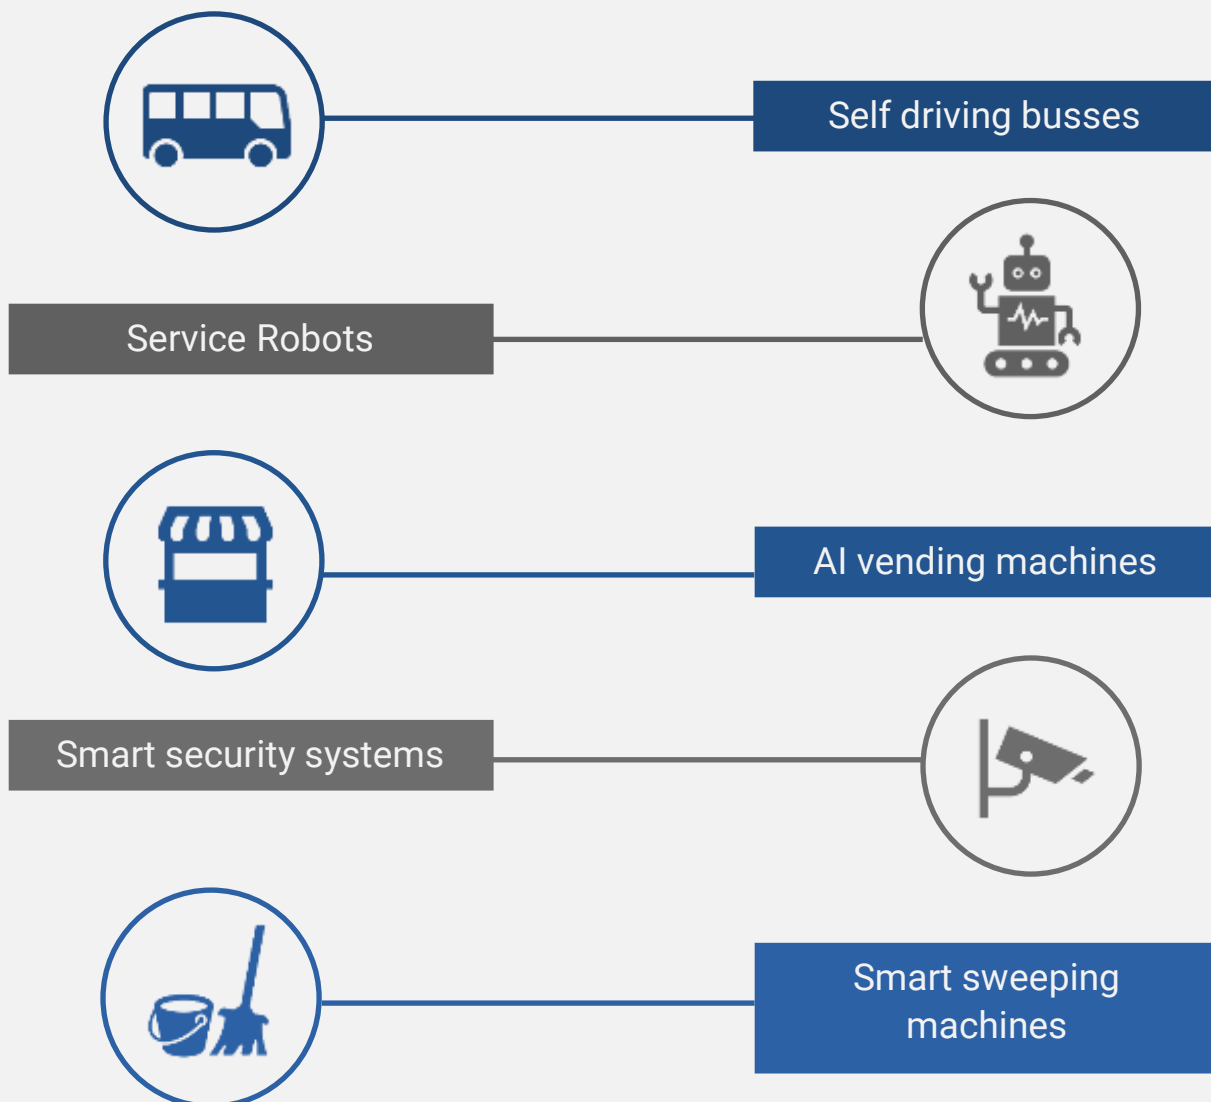 Self driving busses
Service Robots
AI vending machines
Smart security systems
Smart sweeping
machines